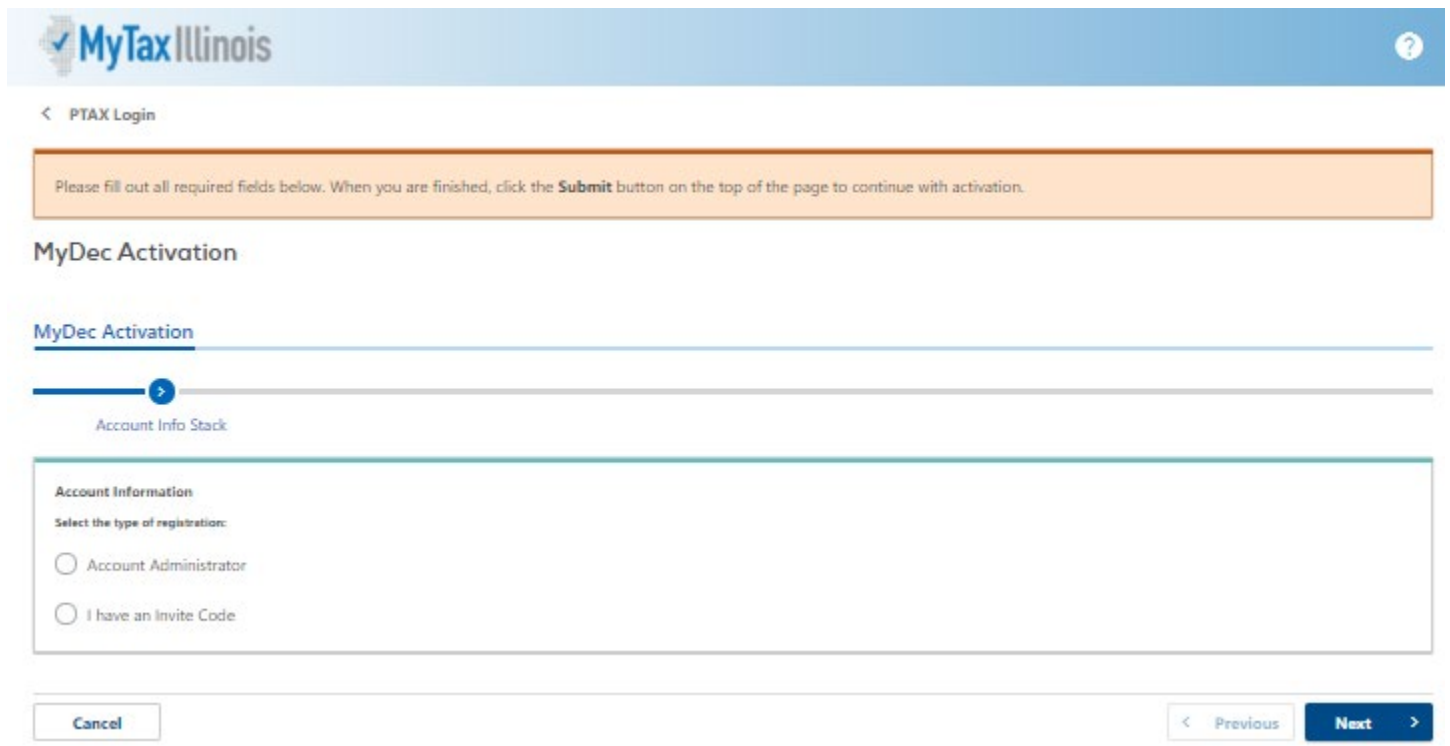 MyTax Illinois
?
< PTAX Login
Please fill out all required fields below. When you are finished, click the Submit button on the top of the page to continue with activation.
MyDec Activation
MyDec Activation
Account Info Stack
Account Information
Select the type of registration:
Account Administrator
I have an Invite Code
Cancel
< Previous
Next >